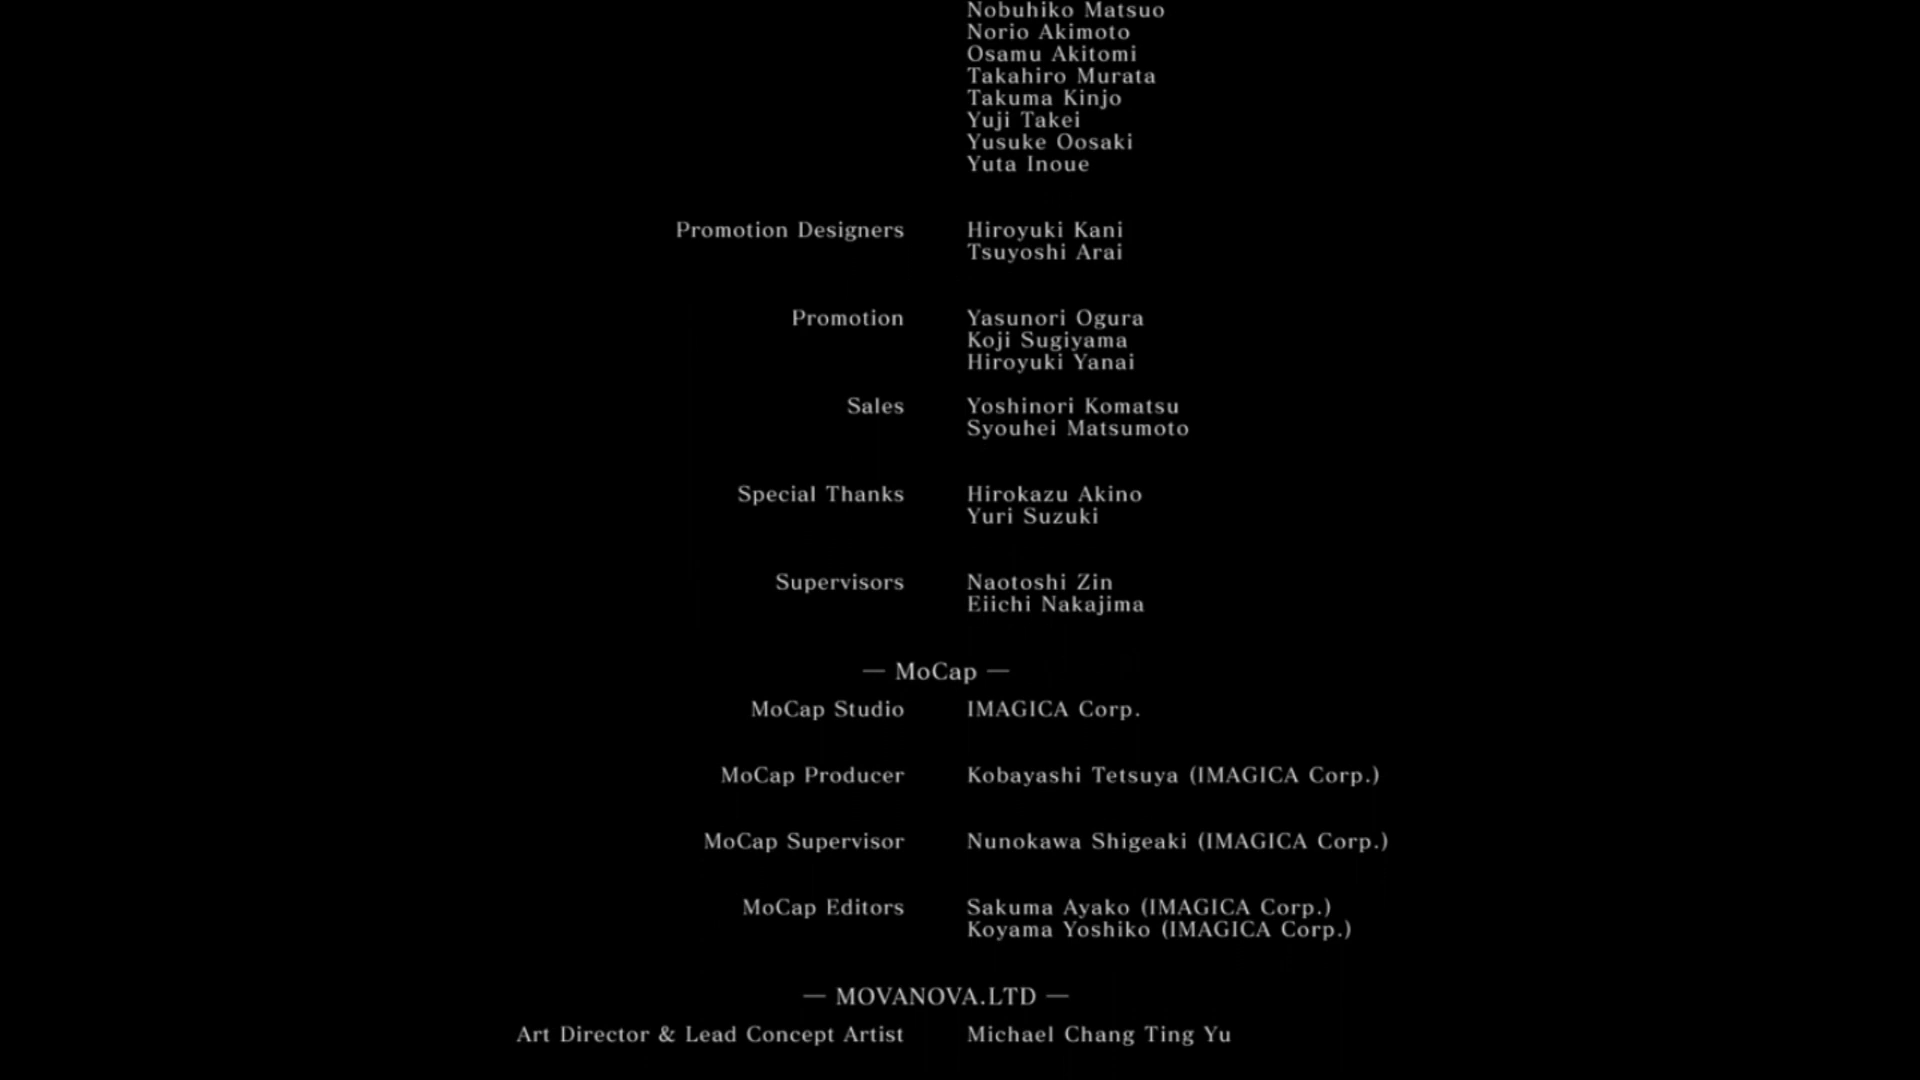 Nobuhiko Matsuo
Norio Akimoto
Osamu Akitomi
Takahiro Murata
Takuma Kinjo
Yuji Takei
Yusuke Oosaki
Yuta Inoue
Promotion Designers Hiroyuki Kani
Tsuyoshi Arai
Promotion Yasunori Ogura
Koji Sugiyama
Hiroyuki Yanai
Sales Yoshinori Komatsu
Syouhei Matsumoto
Special Thanks Hirokazu Akino
Yuri Suzuki
Supervisors Naotoshi Zin
Eiichi Nakajima
— MoCap —
MoCap Studio IMAGICA Corp.
MoCap Producer Kobayashi Tetsuya (IMAGICA Corp.)
MoCap Supervisor Nunokawa Shigeaki (IMAGICA Corp.)
MoCap Editors Sakuma Ayako (IMAGICA Corp.)
Koyama Yoshiko (IMAGICA Corp.)
— MOVANOVA.LTD —
Art Director & Lead Concept Artist Michael Chang Ting Yu